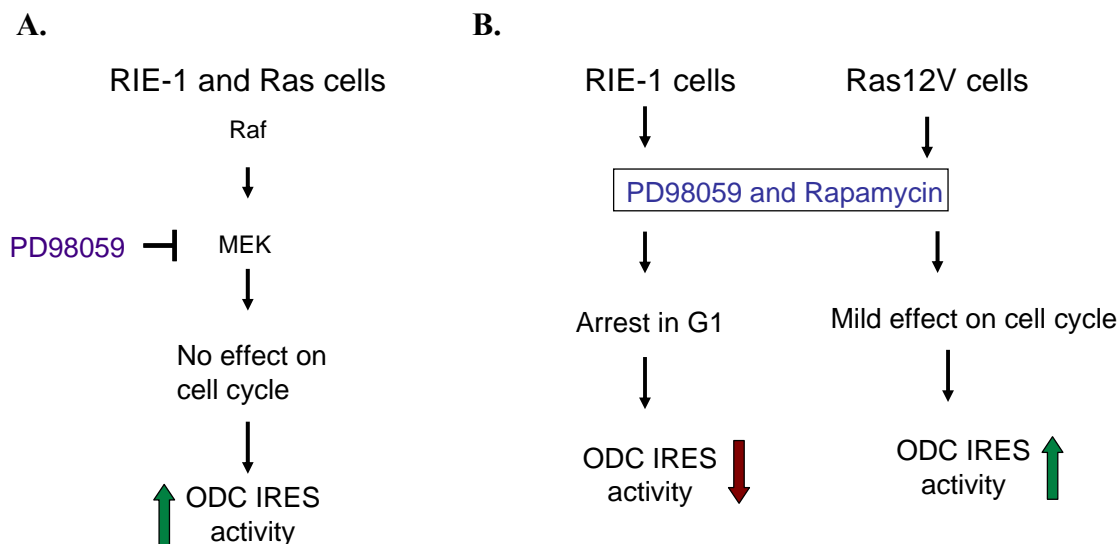 A.
RIE-1 and Ras cells
Raf
PD98059
MEK
No effect on
cell cycle
ODC IRES
activity
B.
RIE-1 cells
Ras12V cells
PD98059 and Rapamycin
Arrest in G1
Mild effect on cell cycle
ODC IRES
activity
ODC IRES
activity